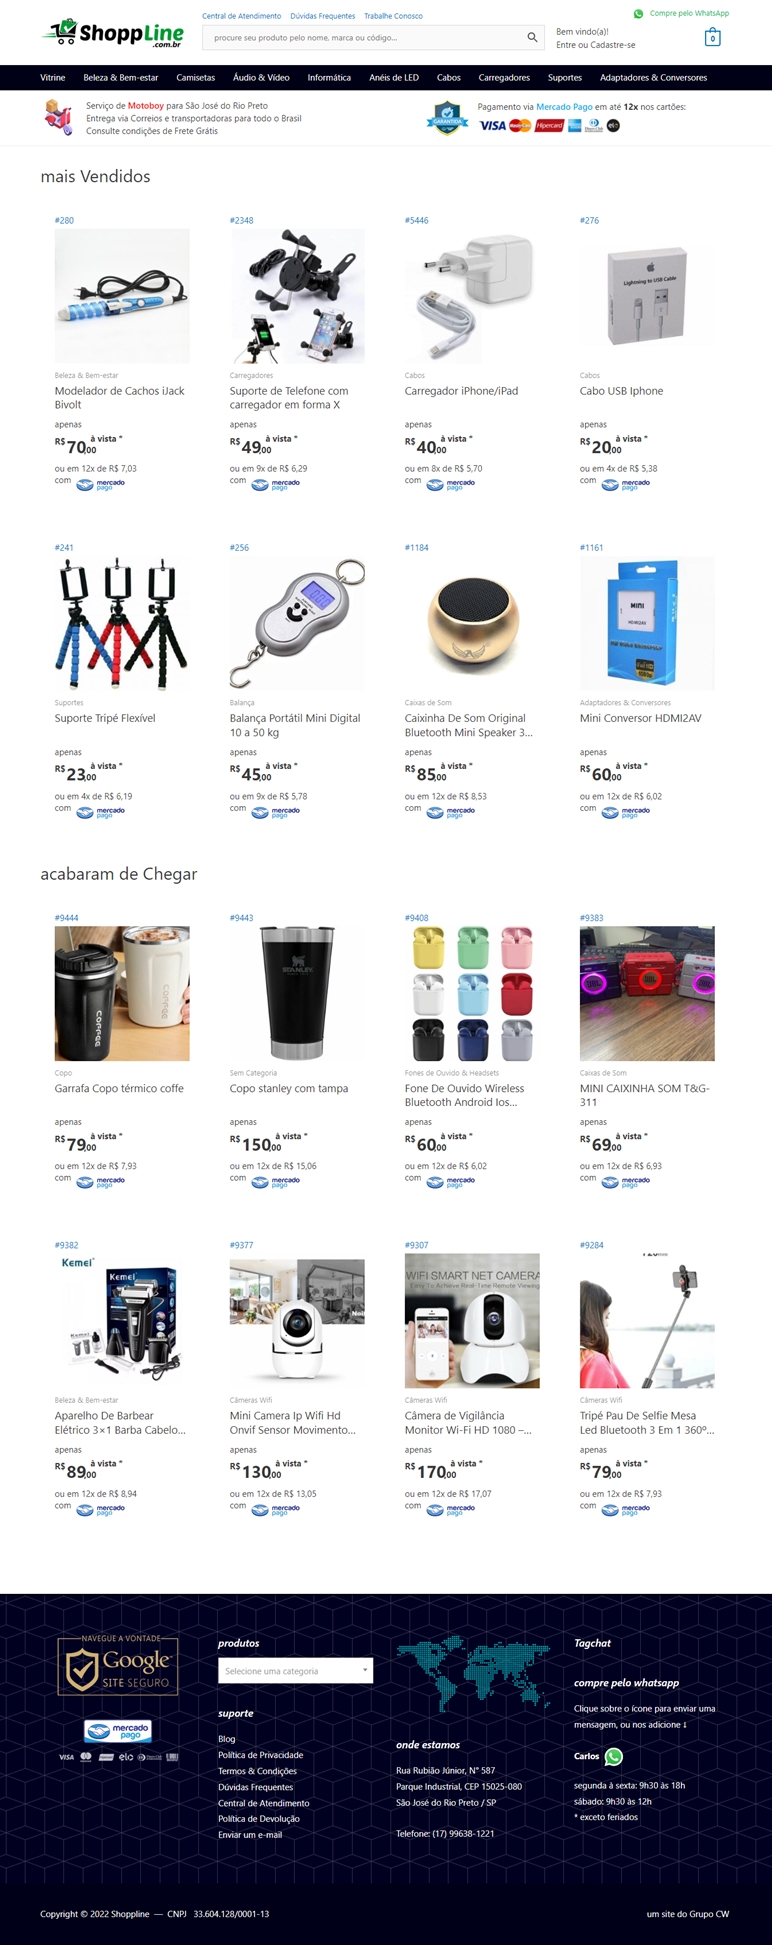 Central de Atendimento Dúvidas Frequentes Trabalhe Conosco
Compre pelo WhatsApp
ShoppLine
.com.br
procure seu produto pelo nome, marca ou código...
Bem vindo(a)!
Entre ou Cadastre-se
0
Vitrine Beleza & Bem-estar Camisetas Áudio & Vídeo Informática Anéis de LED Cabos Carregadores Suportes Adaptadores & Conversores
Serviço de Motoboy para São José do Rio Preto
Entrega via Correios e transportadoras para todo o Brasil
Consulte condições de Frete Grátis
GARANTIDA
Pagamento via Mercado Pago em até 12x nos cartões:
VISA MasterCard Hipercard elo
mais Vendidos
#280 #2348 #5446 #276
Lightning to USB Cable
Beleza & Bem-estar Carregadores Cabos Cabos
Modelador de Cachos iJack Bivolt
Suporte de Telefone com carregador em forma X
Carregador iPhone/iPad
Cabo USB Iphone
apenas apenas apenas apenas
R$ 70,00 à vista * R$ 49,00 à vista * R$ 40,00 à vista * R$ 20,00 à vista *
ou em 12x de R$ 7,03 ou em 9x de R$ 6,29 ou em 8x de R$ 5,70 ou em 4x de R$ 5,38
com mercado pago com mercado pago com mercado pago com mercado pago
#241 #256 #1184 #1161
MINI
HDMI2AV
Suportes Balança Caixas de Som Adaptadores & Conversores
Suporte Tripé Flexível
Balança Portátil Mini Digital 10 a 50 kg
Caixinha De Som Original Bluetooth Mini Speaker 3...
Mini Conversor HDMI2AV
apenas apenas apenas apenas
R$ 23,00 à vista * R$ 45,00 à vista * R$ 85,00 à vista * R$ 60,00 à vista *
ou em 4x de R$ 6,19 ou em 9x de R$ 5,78 ou em 12x de R$ 8,53 ou em 12x de R$ 6,02
com mercado pago com mercado pago com mercado pago com mercado pago
acabaram de Chegar
#9444 #9443 #9408 #9383
COFFEE COFFEE
STANLEY
JBL
Copo Sem Categoria Fones de Ouvido & Headsets Caixas de Som
Garrafa Copo térmico coffe
Copo stanley com tampa
Fone De Ouvido Wireless Bluetooth Android Ios...
MINI CAIXINHA SOM T&G-311
apenas apenas apenas apenas
R$ 79,00 à vista * R$ 150,00 à vista * R$ 60,00 à vista * R$ 69,00 à vista *
ou em 12x de R$ 7,93 ou em 12x de R$ 15,06 ou em 12x de R$ 6,02 ou em 12x de R$ 6,93
com mercado pago com mercado pago com mercado pago com mercado pago
#9382 #9377 #9307 #9284
Kemei
WIFI SMART NET CAMERA
Easy To Achieve Real-Time Remote Viewing
Beleza & Bem-estar Câmeras Wifi Câmeras Wifi Câmeras Wifi
Aparelho De Barbear Elétrico 3×1 Barba Cabelo...
Mini Camera Ip Wifi Hd Onvif Sensor Movimento...
Câmera de Vigilância Monitor Wi-Fi HD 1080 –...
Tripé Pau De Selfie Mesa Led Bluetooth 3 Em 1 360º...
apenas apenas apenas apenas
R$ 89,00 à vista * R$ 130,00 à vista * R$ 170,00 à vista * R$ 79,00 à vista *
ou em 12x de R$ 8,94 ou em 12x de R$ 13,05 ou em 12x de R$ 17,07 ou em 12x de R$ 7,93
com mercado pago com mercado pago com mercado pago com mercado pago
NAVEGUE A VONTADE
Google
SITE SEGURO
mercado pago
VISA elo
produtos
Selecione uma categoria
suporte
Blog
Política de Privacidade
Termos & Condições
Dúvidas Frequentes
Central de Atendimento
Política de Devolução
Enviar um e-mail
onde estamos
Rua Rubião Júnior, N° 587
Parque Industrial, CEP 15025-080
São José do Rio Preto / SP
Telefone: (17) 99638-1221
Tagchat
compre pelo whatsapp
Clique sobre o ícone para enviar uma
mensagem, ou nos adicione ↓
Carlos
segunda à sexta: 9h30 às 18h
sábado: 9h30 às 12h
* exceto feriados
Copyright © 2022 Shoppline — CNPJ 33.604.128/0001-13
um site do Grupo CW